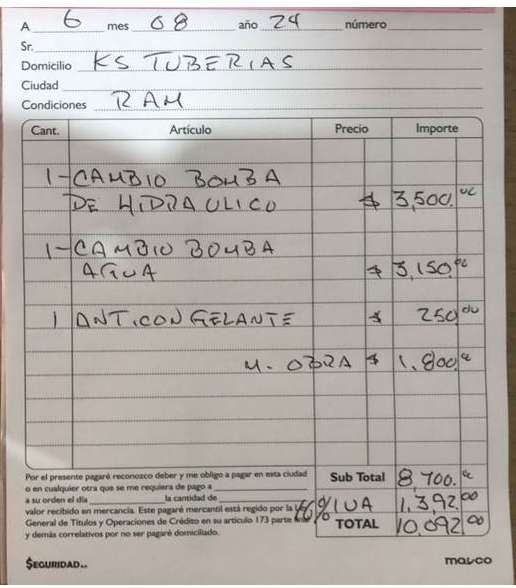 A 6 mes 08 año 24 número
Sr.
Domicilio KS TUBERIAS
Ciudad
Condiciones RAM
Cant. Artículo Precio Importe
1-CAMBIO BOMBA
DE HIDRAULICO $ 3,500.00
1-CAMBIO BOMBA
AGUA $ 3,150.00
1 ANTICONGELANTE $ 250.00
M. OBRA $ 1,800.00
Por el presente pagaré reconozco deber y me obligo a pagar en esta ciudad
o en cualquier otra que se me requiera de pago a
a su orden el día la cantidad de
valor recibido en mercancía. Este pagaré mercantil está regido por la
General de Títulos y Operaciones de Crédito en su artículo 173 parte
y demás correlativos por no ser pagaré domiciliado.
Sub Total 8,700.00
16% IVA 1,392.00
TOTAL 10,092.00
SEGURIDAD
masco